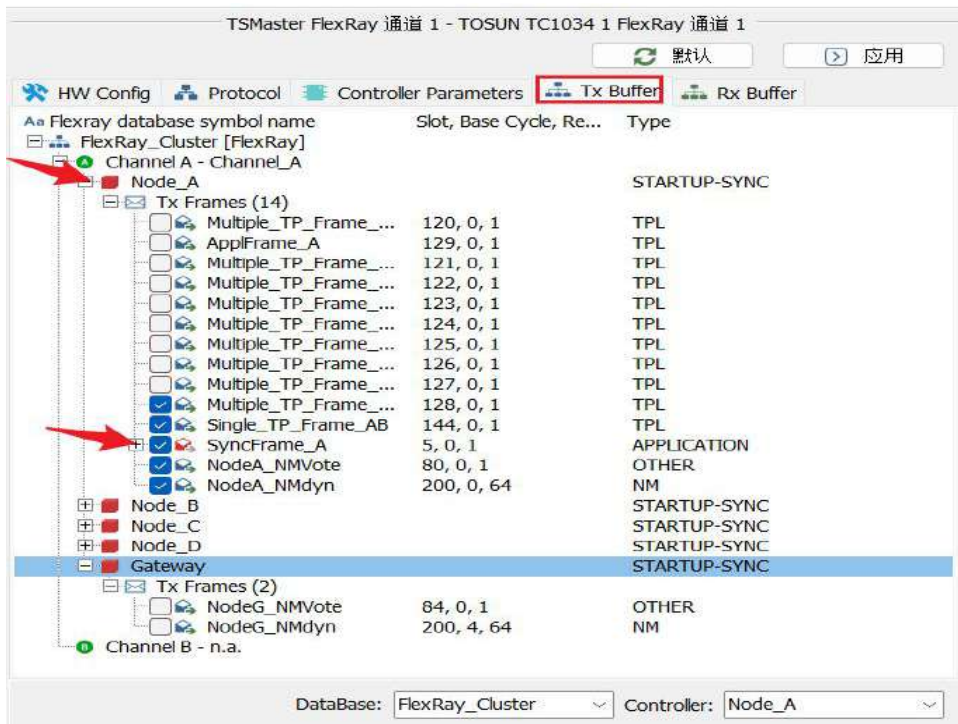 TSMaster FlexRay 通道 1 - TOSUN TC1034 1 FlexRay 通道 1
默认 应用
HW Config Protocol Controller Parameters Tx Buffer Rx Buffer
Aa Flexray database symbol name Slot, Base Cycle, Re... Type
FlexRay_Cluster [FlexRay]
A Channel A - Channel_A
Node_A STARTUP-SYNC
Tx Frames (14)
Multiple_TP_Frame_... 120, 0, 1 TPL
ApplFrame_A 129, 0, 1 TPL
Multiple_TP_Frame_... 121, 0, 1 TPL
Multiple_TP_Frame_... 122, 0, 1 TPL
Multiple_TP_Frame_... 123, 0, 1 TPL
Multiple_TP_Frame_... 124, 0, 1 TPL
Multiple_TP_Frame_... 125, 0, 1 TPL
Multiple_TP_Frame_... 126, 0, 1 TPL
Multiple_TP_Frame_... 127, 0, 1 TPL
Multiple_TP_Frame_... 128, 0, 1 TPL
Single_TP_Frame_AB 144, 0, 1 TPL
SyncFrame_A 5, 0, 1 APPLICATION
NodeA_NMVote 80, 0, 1 OTHER
NodeA_NMdyn 200, 0, 64 NM
Node_B STARTUP-SYNC
Node_C STARTUP-SYNC
Node_D STARTUP-SYNC
Gateway STARTUP-SYNC
Tx Frames (2)
NodeG_NMVote 84, 0, 1 OTHER
NodeG_NMdyn 200, 4, 64 NM
B Channel B - n.a.
DataBase: FlexRay_Cluster Controller: Node_A